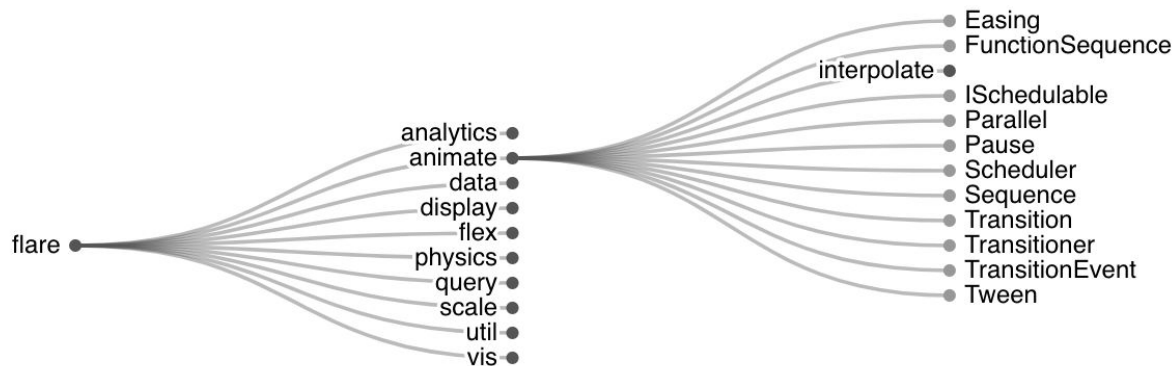 flare
analytics
animate
data
display
flex
physics
query
scale
util
vis
Easing
FunctionSequence
interpolate
ISchedulable
Parallel
Pause
Scheduler
Sequence
Transition
Transitioner
TransitionEvent
Tween